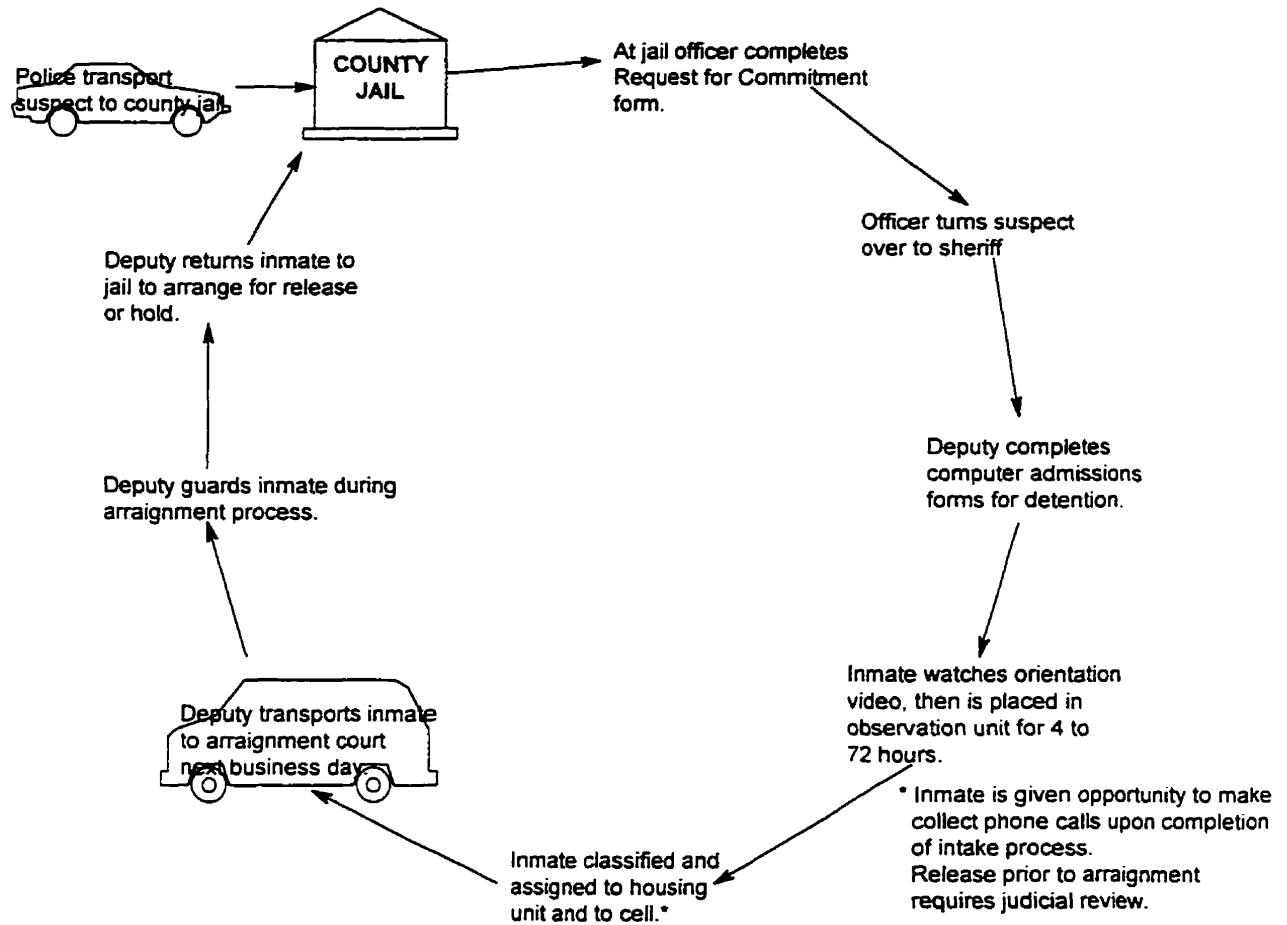 Police transport
suspect to county jail
COUNTY
JAIL
At jail officer completes
Request for Commitment
form.
Officer turns suspect
over to sheriff
Deputy completes
computer admissions
forms for detention.
Inmate watches orientation
video, then is placed in
observation unit for 4 to
72 hours.
* Inmate is given opportunity to make
collect phone calls upon completion
of intake process.
Release prior to arraignment
requires judicial review.
Inmate classified and
assigned to housing
unit and to cell.*
Deputy transports inmate
to arraignment court
next business day.
Deputy guards inmate during
arraignment process.
Deputy returns inmate to
jail to arrange for release
or hold.